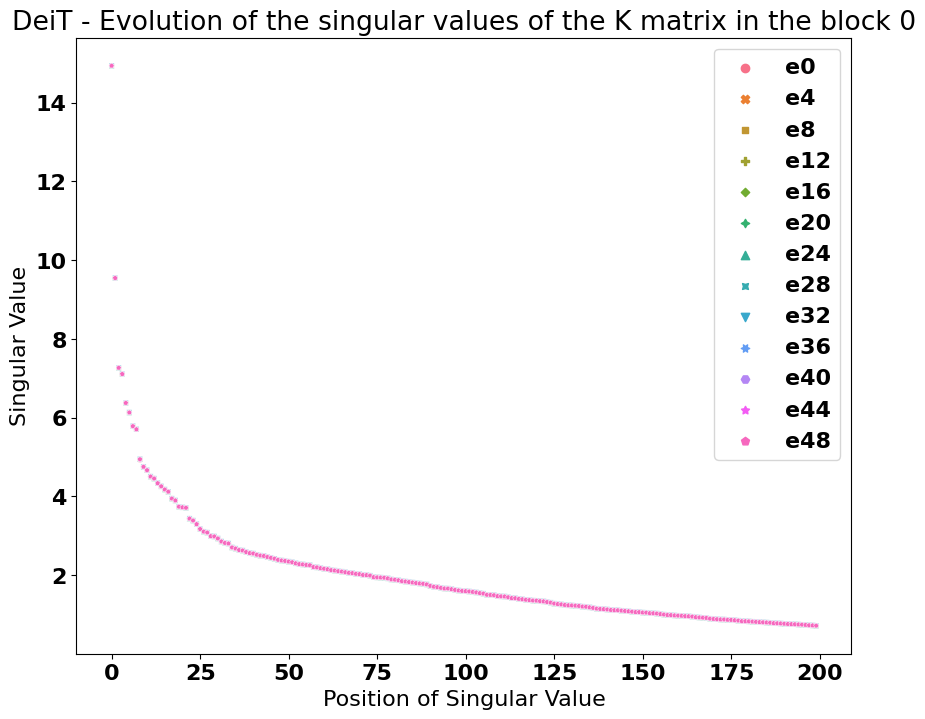 DeiT - Evolution of the singular values of the K matrix in the block 0
Singular Value
14
12
10
8
6
4
2
e0
e4
e8
e12
e16
e20
e24
e28
e32
e36
e40
e44
e48
0 25 50 75 100 125 150 175 200
Position of Singular Value